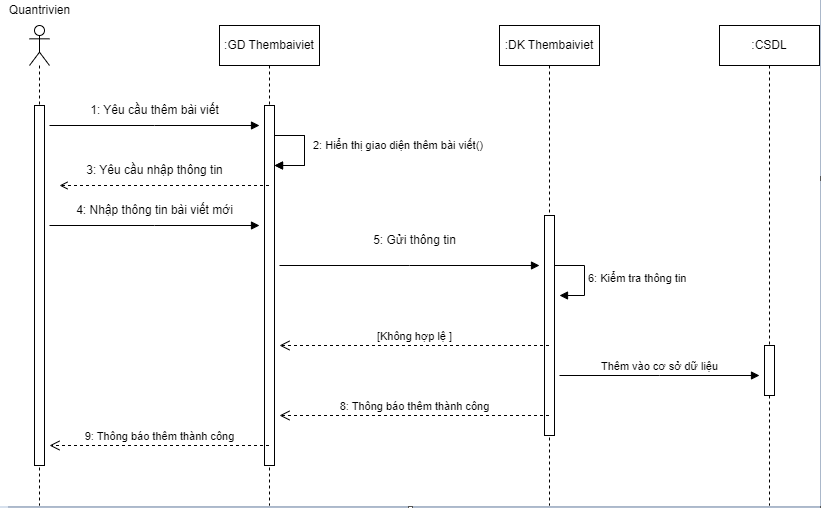 Quantrivien
:GD Thembaiviet
:DK Thembaiviet
:CSDL
1: Yêu cầu thêm bài viết
2: Hiển thị giao diện thêm bài viết()
3: Yêu cầu nhập thông tin
4: Nhập thông tin bài viết mới
5: Gửi thông tin
6: Kiểm tra thông tin
[Không hợp lệ ]
Thêm vào cơ sở dữ liệu
8: Thông báo thêm thành công
9: Thông báo thêm thành công